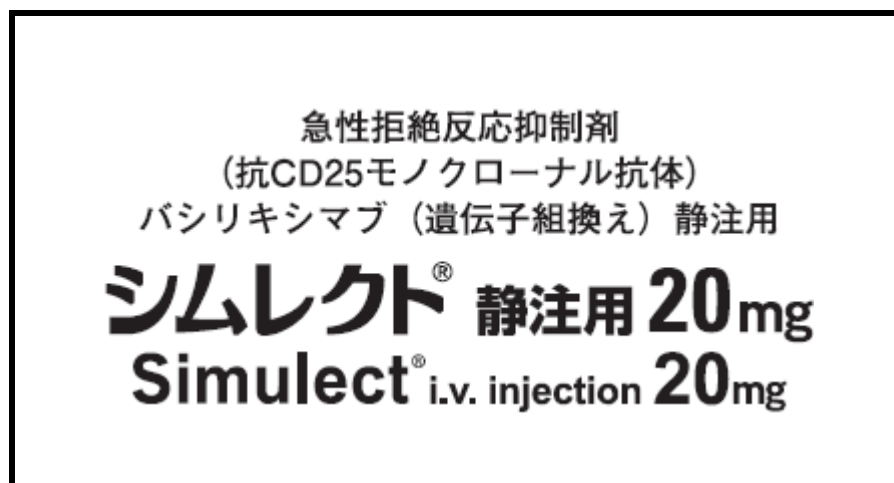 急性拒絶反応抑制剤
（抗CD25モノクローナル抗体）
バシリキシマブ（遺伝子組換え）静注用
シムレクト® 静注用 20mg
Simulect® i.v. injection 20mg